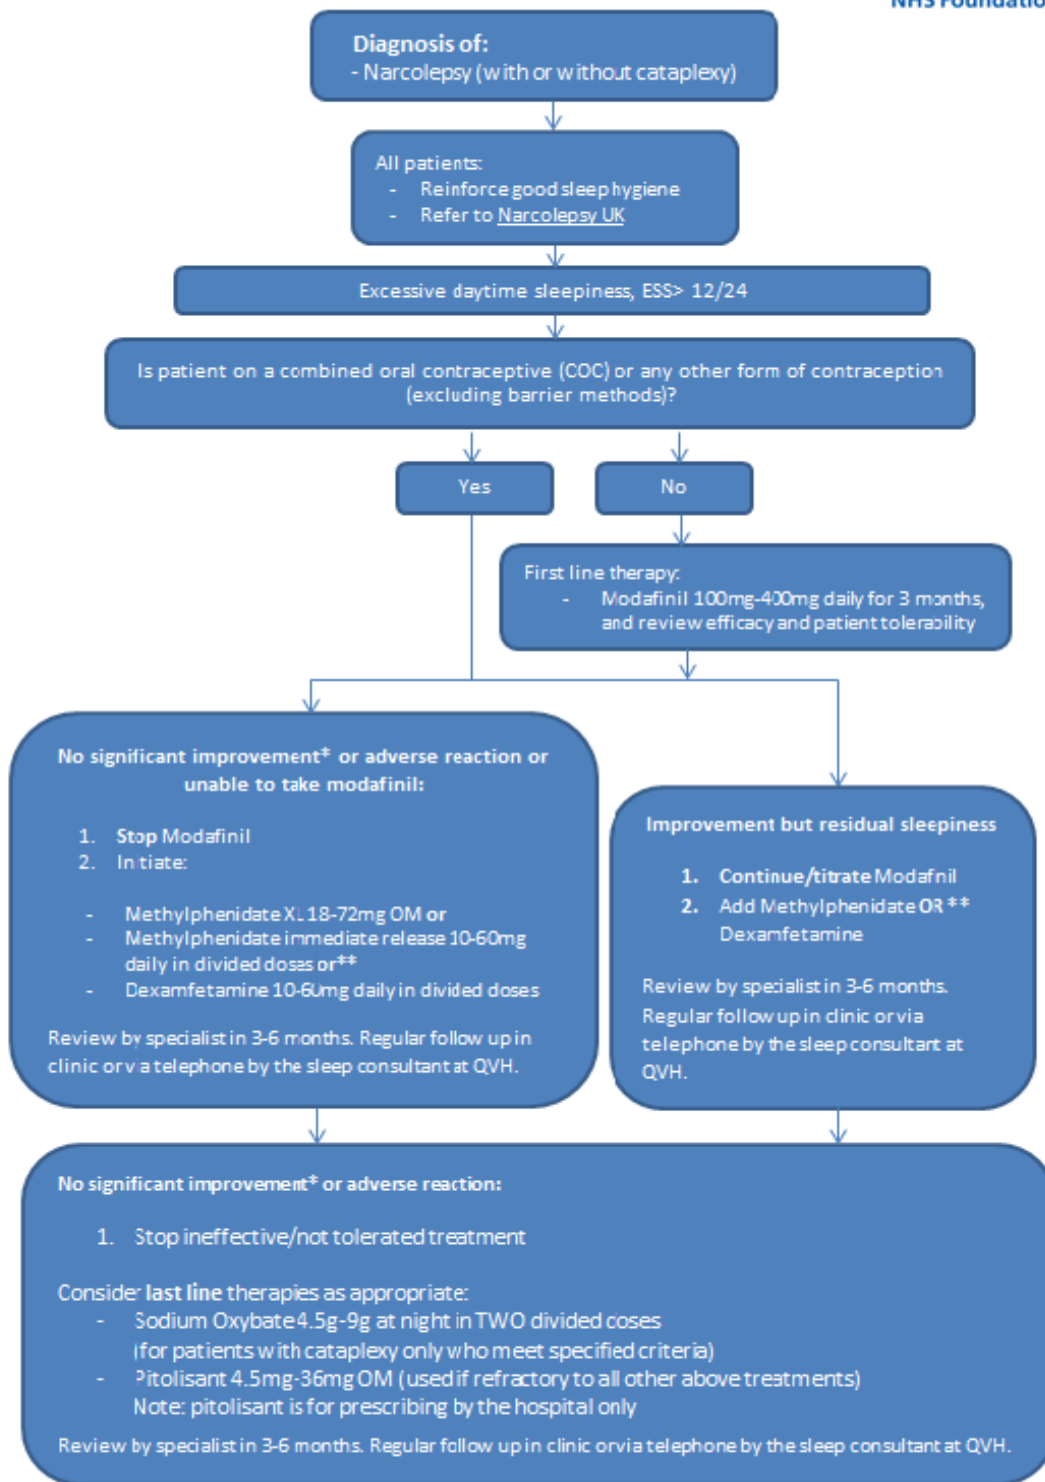 NHS Foundatio
Diagnosis of:
- Narcolepsy (with or without cataplexy)
All patients:
- Reinforce good sleep hygiene
- Refer to Narcolepsy UK
Excessive daytime sleepiness, ESS> 12/24
Is patient on a combined oral contraceptive (COC) or any other form of contraception
(excluding barrier methods)?
Yes
No
First line therapy:
- Modafinil 100mg-400mg daily for 3 months,
and review efficacy and patient tolerability
No significant improvement* or adverse reaction or
unable to take modafinil:
1. Stop Modafinil
2. Initiate:
- Methylphenidate XL 18-72mg OM or
- Methylphenidate immediate release 10-60mg
daily in divided doses or**
- Dexamfetamine 10-60mg daily in divided doses
Review by specialist in 3-6 months. Regular follow up in
clinic or via telephone by the sleep consultant at QVH.
Improvement but residual sleepiness
1. Continue/titrate Modafnil
2. Add Methylphenidate OR **
Dexamfetamine
Review by specialist in 3-6 months.
Regular follow up in clinic or via
telephone by the sleep consultant at
QVH.
No significant improvement* or adverse reaction:
1. Stop ineffective/not tolerated treatment
Consider last line therapies as appropriate:
- Sodium Oxybate 4.5g-9g at night in TWO divided doses
(for patients with cataplexy only who meet specified criteria)
- Pitolisant 4.5mg-36mg OM (used if refractory to all other above treatments)
Note: pitolisant is for prescribing by the hospital only
Review by specialist in 3-6 months. Regular follow up in clinic or via telephone by the sleep consultant at QVH.